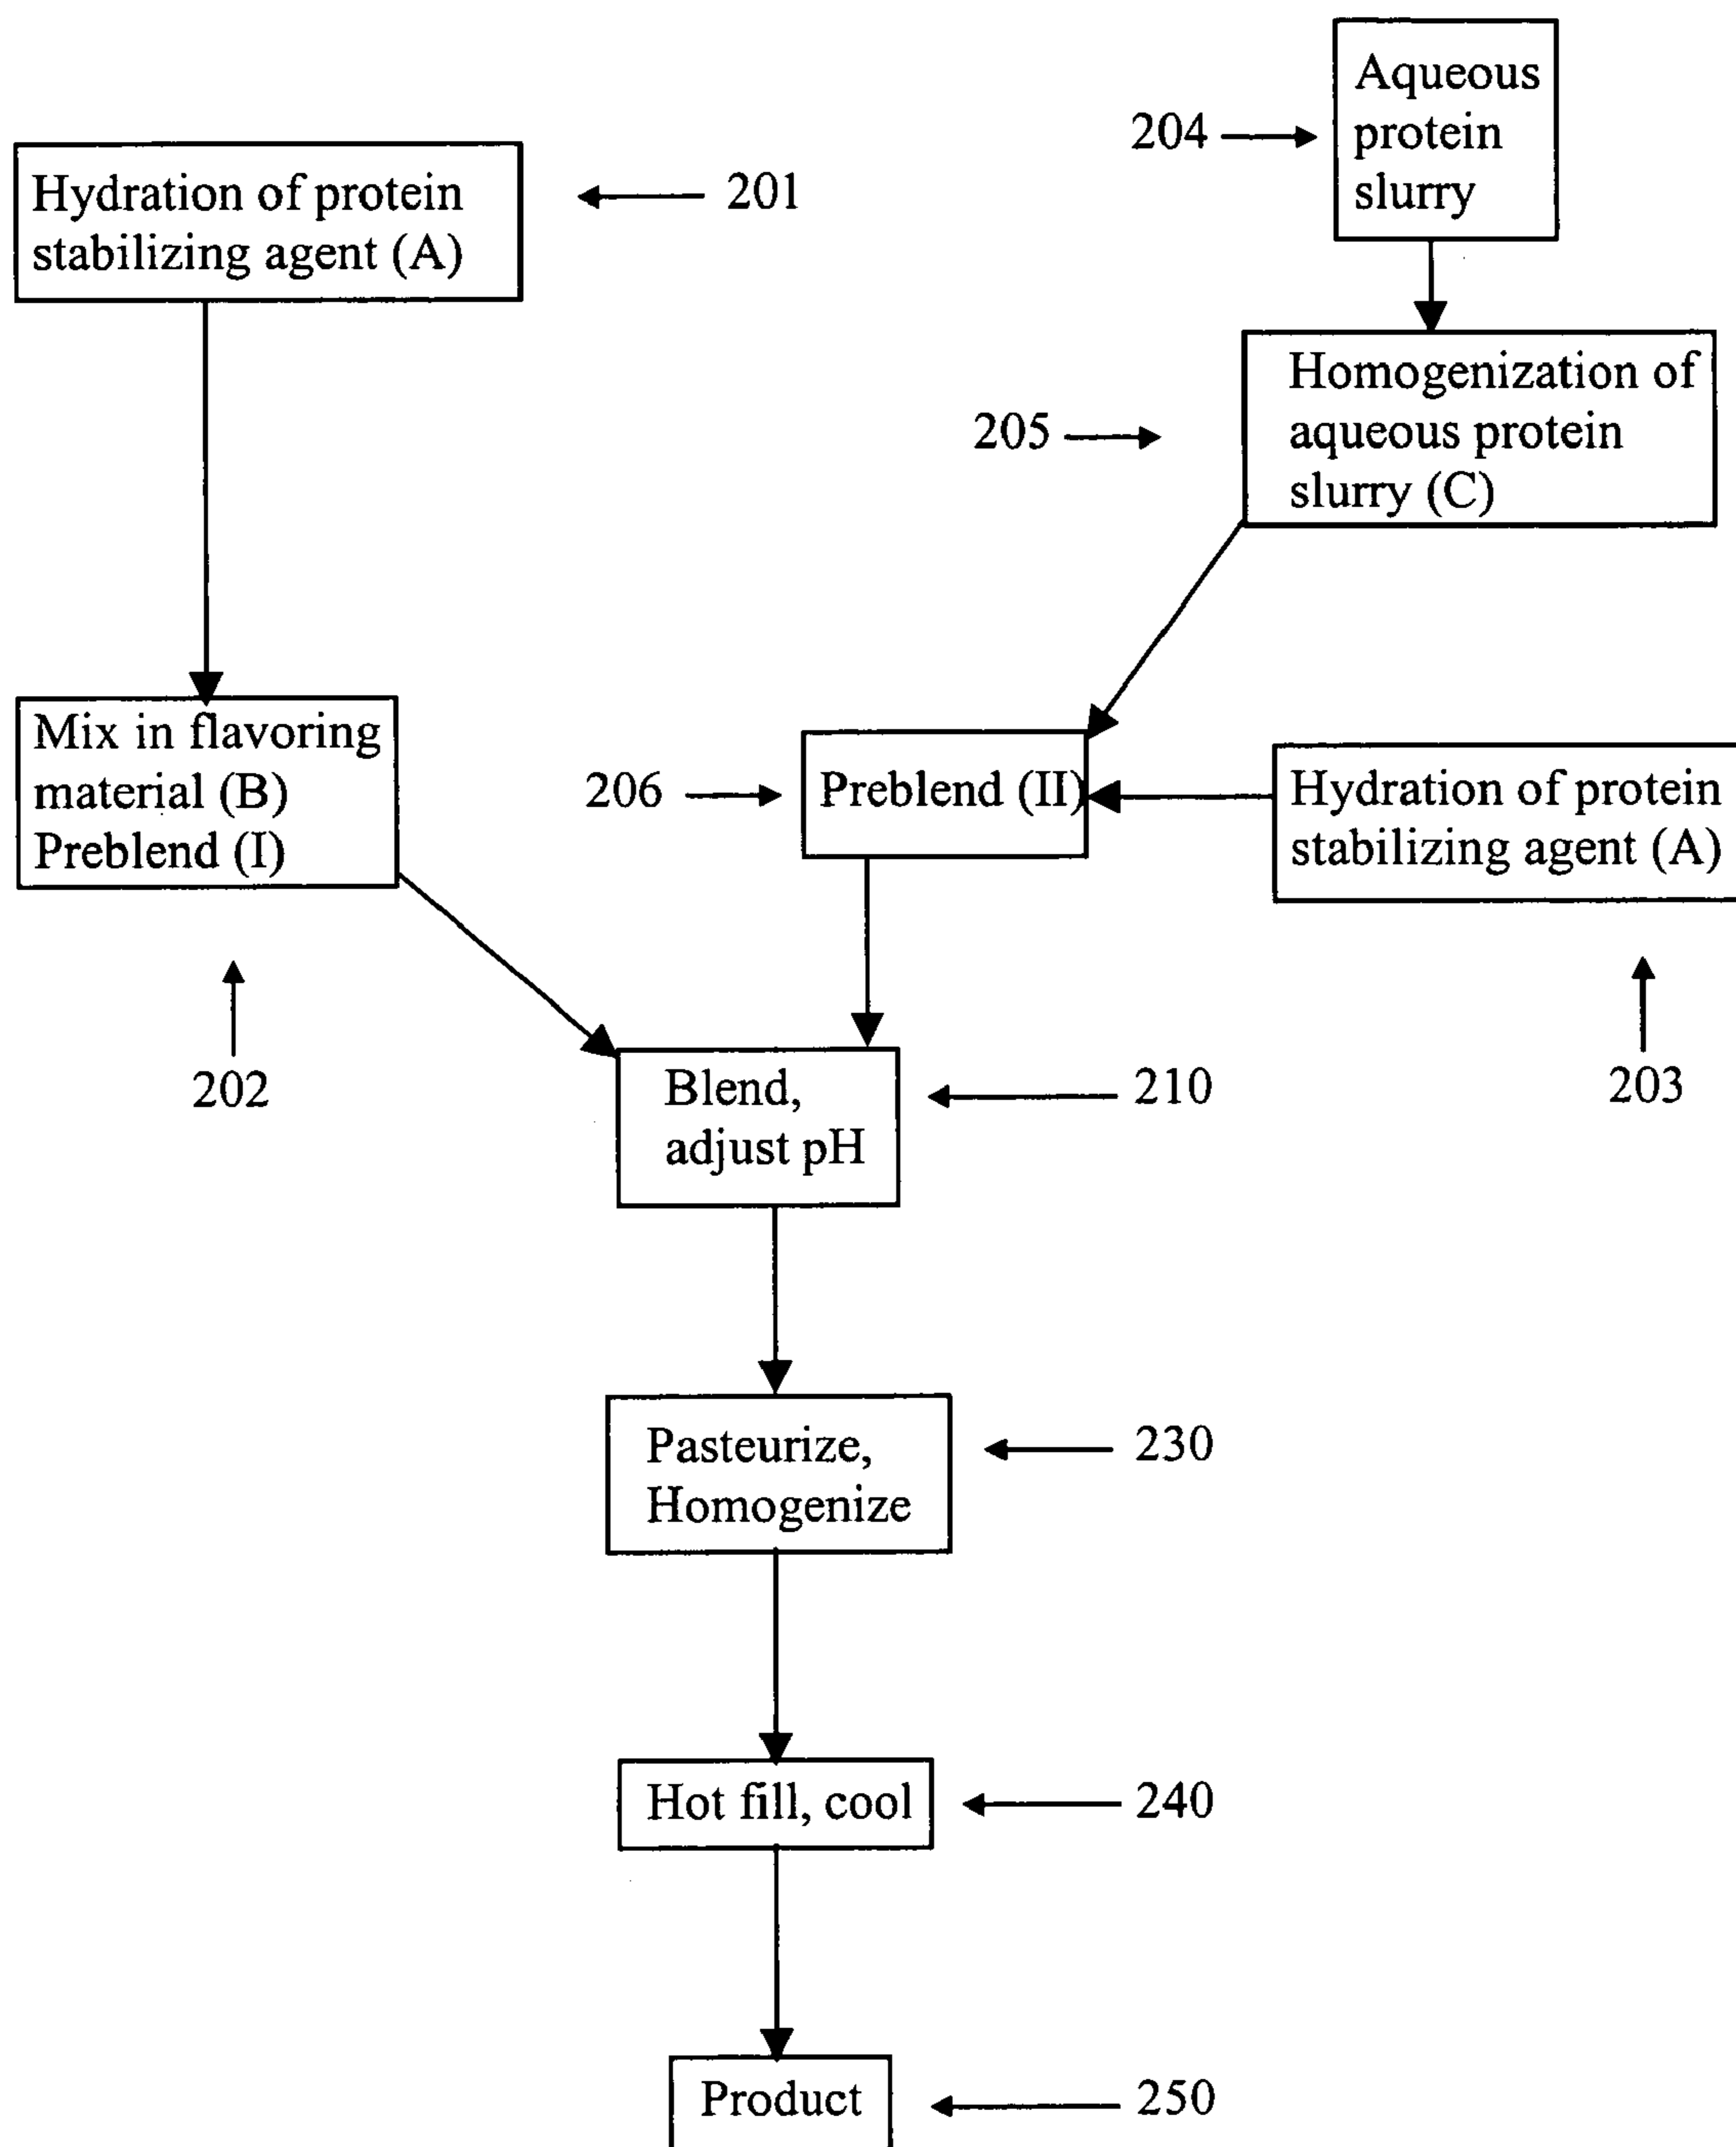 Aqueous
protein
slurry
204
Hydration of protein
stabilizing agent (A)
201
Homogenization of
aqueous protein
slurry (C)
205
Mix in flavoring
material (B)
Preblend (I)
206
Preblend (II)
Hydration of protein
stabilizing agent (A)
202
203
Blend,
adjust pH
210
Pasteurize,
Homogenize
230
Hot fill, cool
240
Product
250